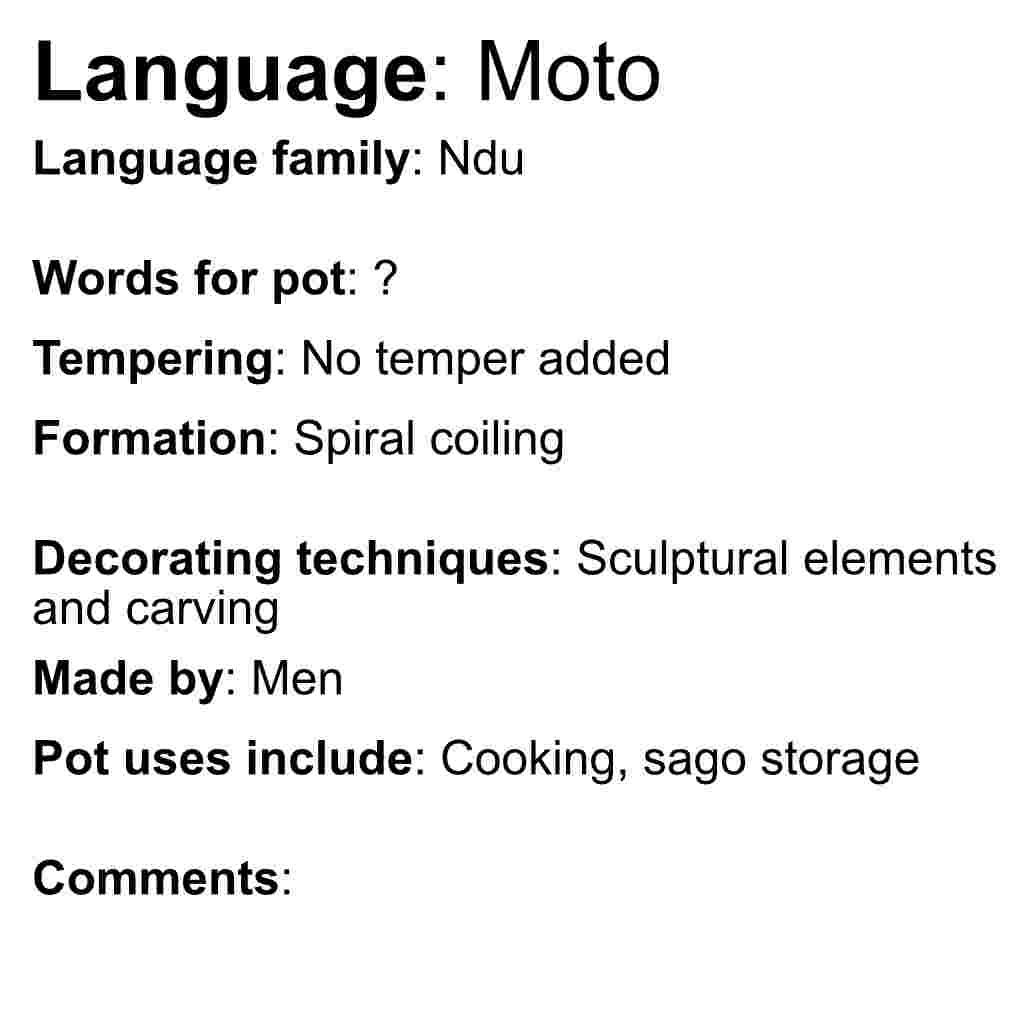 Language: Moto
Language family: Ndu
Words for pot: ?
Tempering: No temper added
Formation: Spiral coiling
Decorating techniques: Sculptural elements
and carving
Made by: Men
Pot uses include: Cooking, sago storage
Comments: